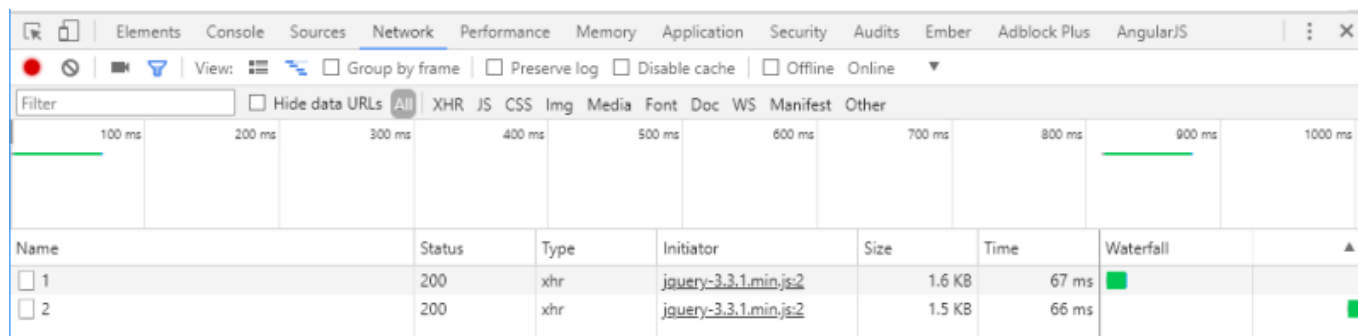 Elements Console Sources Network Performance Memory Application Security Audits Ember Adblock Plus AngularJS
View: Group by frame Preserve log Disable cache Offline Online
Filter Hide data URLs All XHR JS CSS Img Media Font Doc WS Manifest Other
100 ms 200 ms 300 ms 400 ms 500 ms 600 ms 700 ms 800 ms 900 ms 1000 ms
Name Status Type Initiator Size Time Waterfall
1 200 xhr jquery-3.3.1.min.js:2 1.6 KB 67 ms
2 200 xhr jquery-3.3.1.min.js:2 1.5 KB 66 ms